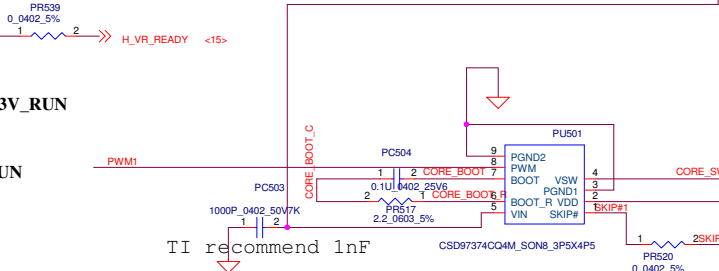 PR539
0_0402_5%
1 2
H_VR_READY <15>
3V_RUN
UN
PWM1
CORE_BOOT_C
PC504
1 2
0.1U_0402_25V6
CORE_BOOT
CORE_BOOT_R
2 1
PR517
2.2_0603_5%
PC503
1000P_0402_50V7K
1 2
TI recommend 1nF
PU501
9 PGND2
8 PWM
7 BOOT
6 BOOT_R
5 VIN
VSW 4
PGND1 3
VDD 2
SKIP# 1
CSD97374CQ4M_SON8_3P5X4P5
CORE_SW
SKIP#1
1 2
SKIP
PR520
0_0402_5%